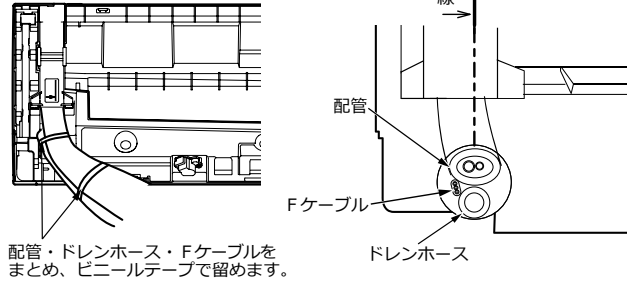 配管・ドレンホース・Fケーブルを
まとめ、ビニールテープで留めます。
線
配管
Fケーブル
ドレンホース